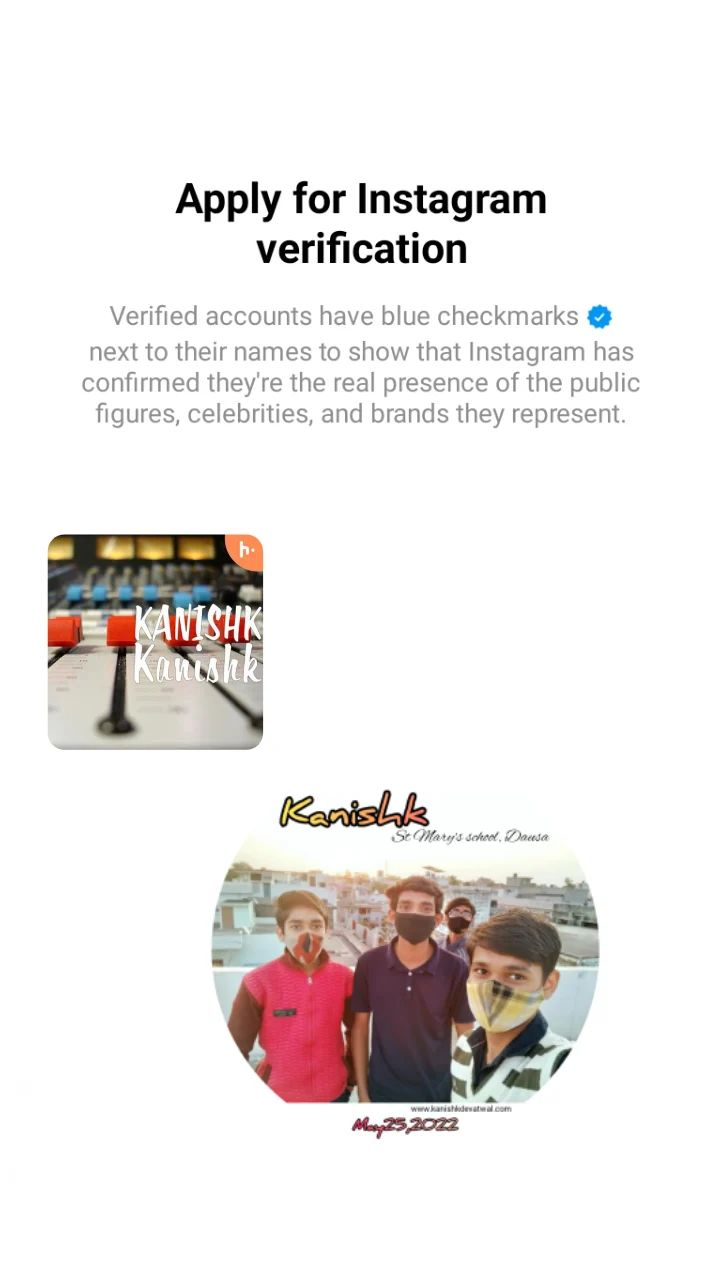 Apply for Instagram
verification
Verified accounts have blue checkmarks
next to their names to show that Instagram has
confirmed they're the real presence of the public
figures, celebrities, and brands they represent.
h.
KANISHK
Kanishk
Kanishk
St Mary's school, Dausa
www.kanishkdevatwal.com
May25,2022